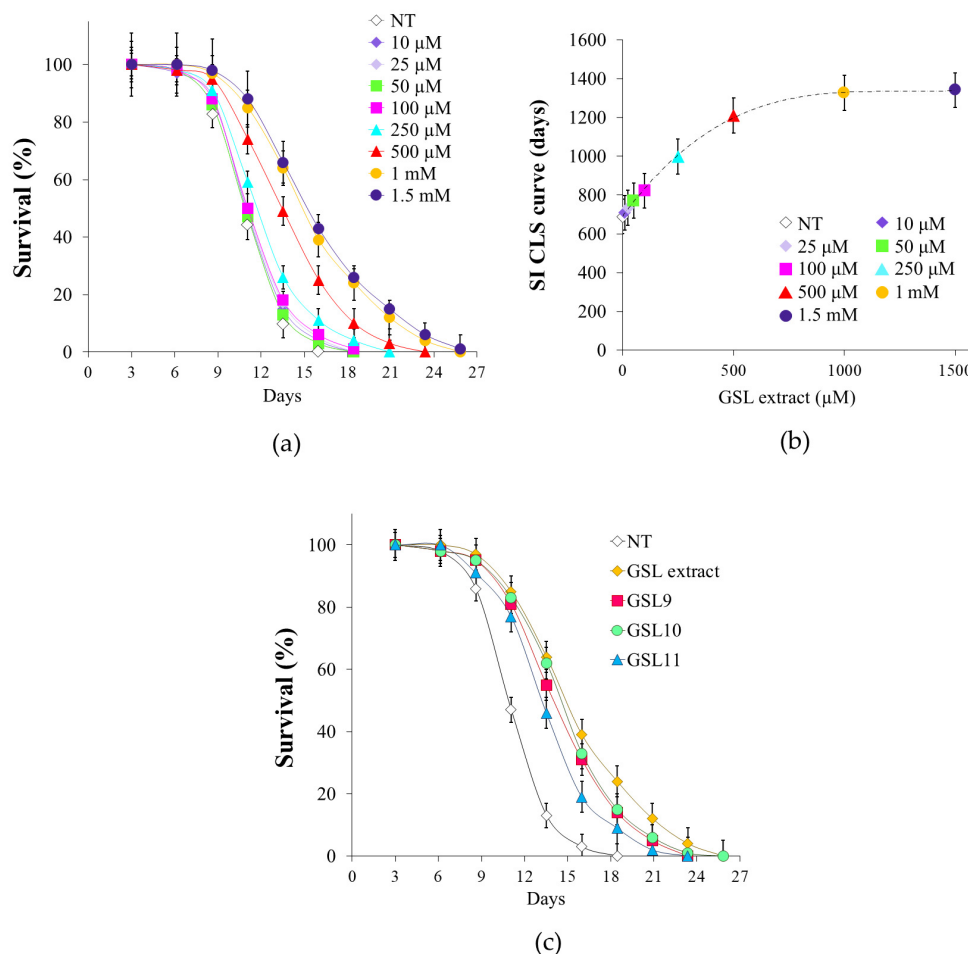 Survival (%)
100
80
60
40
20
0
0 3 6 9 12 15 18 21 24 27
Days
NT
10 µM
25 µM
50 µM
100 µM
250 µM
500 µM
1 mM
1.5 mM
(a)
SI CLS curve (days)
1600
1400
1200
1000
800
600
400
200
0
0 500 1000 1500
GSL extract (µM)
NT 10 µM
25 µM 50 µM
100 µM 250 µM
500 µM 1 mM
1.5 mM
(b)
Survival (%)
100
80
60
40
20
0
0 3 6 9 12 15 18 21 24 27
Days
NT
GSL extract
GSL9
GSL10
GSL11
(c)